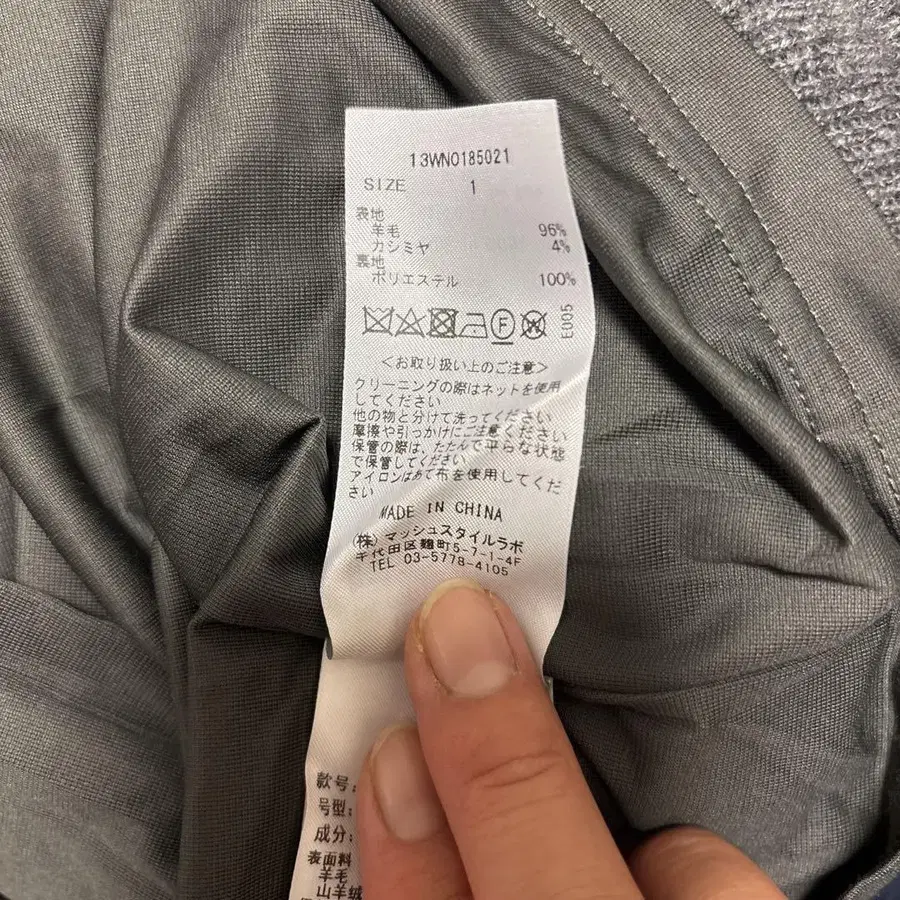 13WNO185021
SIZE 1
表地
羊毛 96%
カシミヤ 4%
裏地
ポリエステル 100%
F W E005
<お取り扱い上のご注意>
クリーニングの際はネットを使用
してください
他の物と分けて洗ってください
摩擦や引っかけにご注意ください
保管の際は、たたんで平らな状態
で保管してください
アイロンはあて布を使用してくだ
さい
MADE IN CHINA
(株)マッシュスタイルラボ
千代田区麹町5-7-1-4F
TEL 03-5778-4105
款号:
号型:
成分:
表面料
羊毛
山羊绒